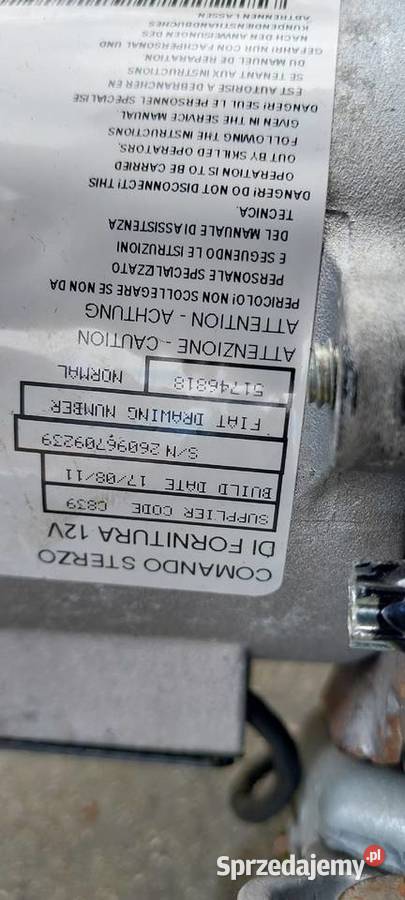 COMANDO STERZO
DI FORNITURA 12V
SUPPLIER CODE C839
BUILD DATE 17/08/11
S/N 26096709239
FIAT DRAWING NUMBER
51746818 NORMAL
ATTENZIONE - CAUTION
ATTENTION - ACHTUNG
PERICOLO! NON SCOLLEGARE SE NON DA
PERSONALE SPECIALIZZATO
E SEGUENDO LE ISTRUZIONI
DEL MANUALE DI ASSISTENZA
TECNICA.
DANGER! DO NOT DISCONNECT! THIS
OPERATION IS TO BE CARRIED
OUT BY SKILLED OPERATORS,
FOLLOWING THE INSTRUCTIONS
GIVEN IN THE SERVICE MANUAL
DANGER! SEUL LE PERSONNEL SPECIALISE
EST AUTORISE A DEBRANCHER EN
SE TENANT AUX INSTRUCTIONS
DU MANUEL DE REPARATION
GEFAHR! NUR CON FACHPERSONAL UND
NACH DEN ANWEISUNGEN DES
KUNDENDIENSTHANDBUCHES
ABTRENNEN LASSEN
Sprzedajemy.pl